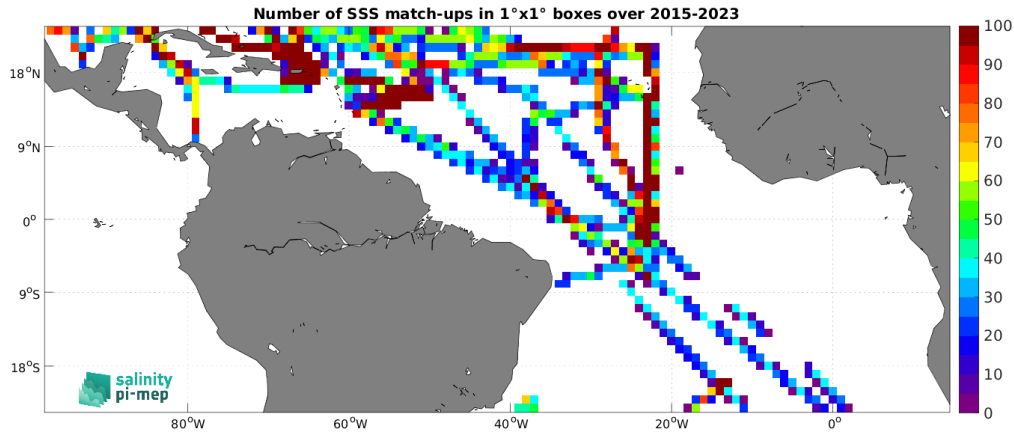 Number of SSS match-ups in 1°x1° boxes over 2015-2023
100
90
80
70
60
50
40
30
20
10
0
18°N
9°N
0°
9°S
18°S
80°W
60°W
40°W
20°W
0°
salinity
pi-mep